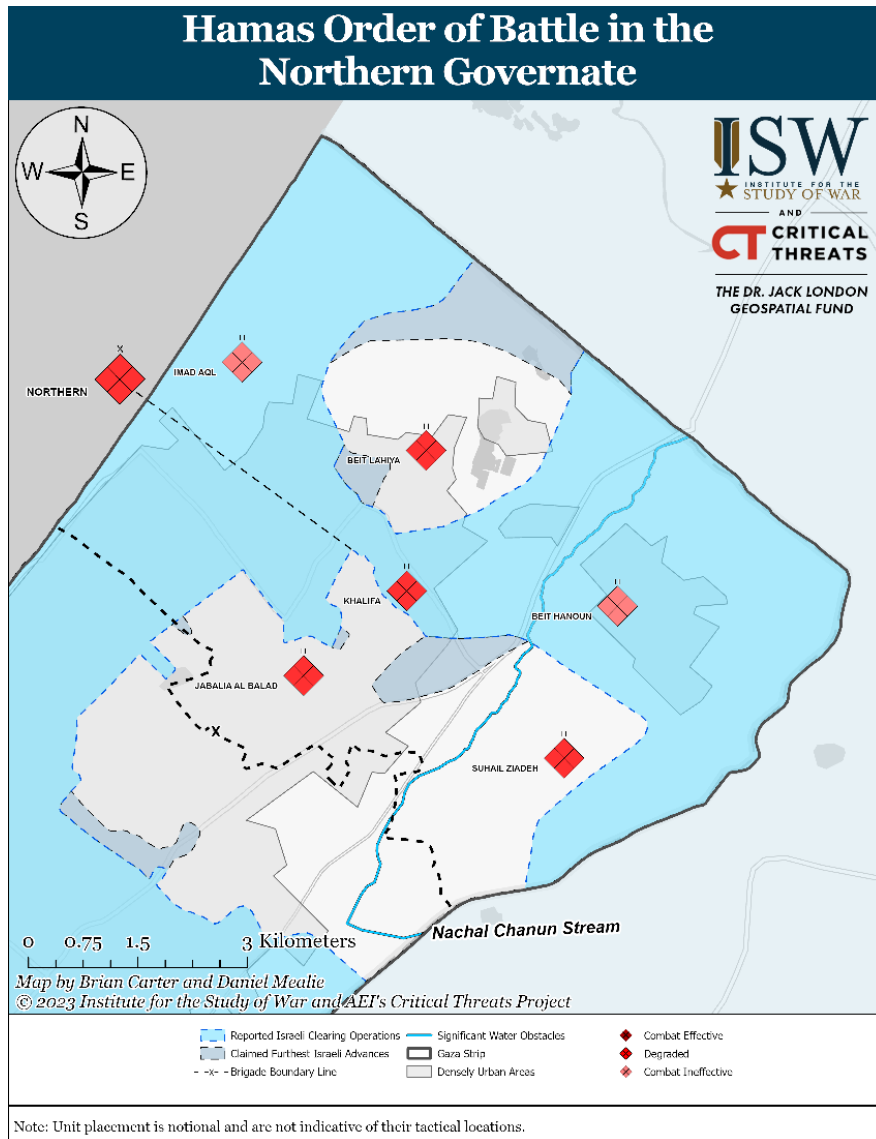 Hamas Order of Battle in the
Northern Governate
N
W
E
S
ISW
INSTITUTE FOR THE
STUDY OF WAR
AND
CT CRITICAL
THREATS
THE DR. JACK LONDON
GEOSPATIAL FUND
X
NORTHERN
II
IMAD AQL
II
BEIT LAHIYA
II
KHALIFA
II
BEIT HANOUN
II
JABALIA AL BALAD
X
II
SUHAIL ZIADEH
Nachal Chanun Stream
0 0.75 1.5 3 Kilometers
Map by Brian Carter and Daniel Mealie
© 2023 Institute for the Study of War and AEI's Critical Threats Project
Reported Israeli Clearing Operations
Claimed Furthest Israeli Advances
-x- Brigade Boundary Line
Significant Water Obstacles
Gaza Strip
Densely Urban Areas
Combat Effective
Degraded
Combat Ineffective
Note: Unit placement is notional and are not indicative of their tactical locations.